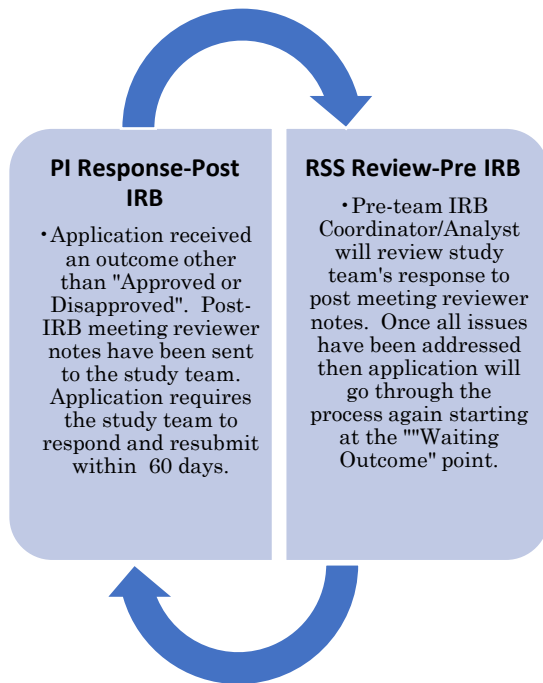 PI Response-Post
IRB
•Application received
an outcome other
than "Approved or
Disapproved".  Post-
IRB meeting reviewer
notes have been sent
to the study team.
Application requires
the study team to
respond and resubmit
within  60 days.
RSS Review-Pre IRB
•Pre-team IRB
Coordinator/Analyst
will review study
team's response to
post meeting reviewer
notes.  Once all issues
have been addressed
then application will
go through the
process again starting
at the ""Waiting
Outcome" point.